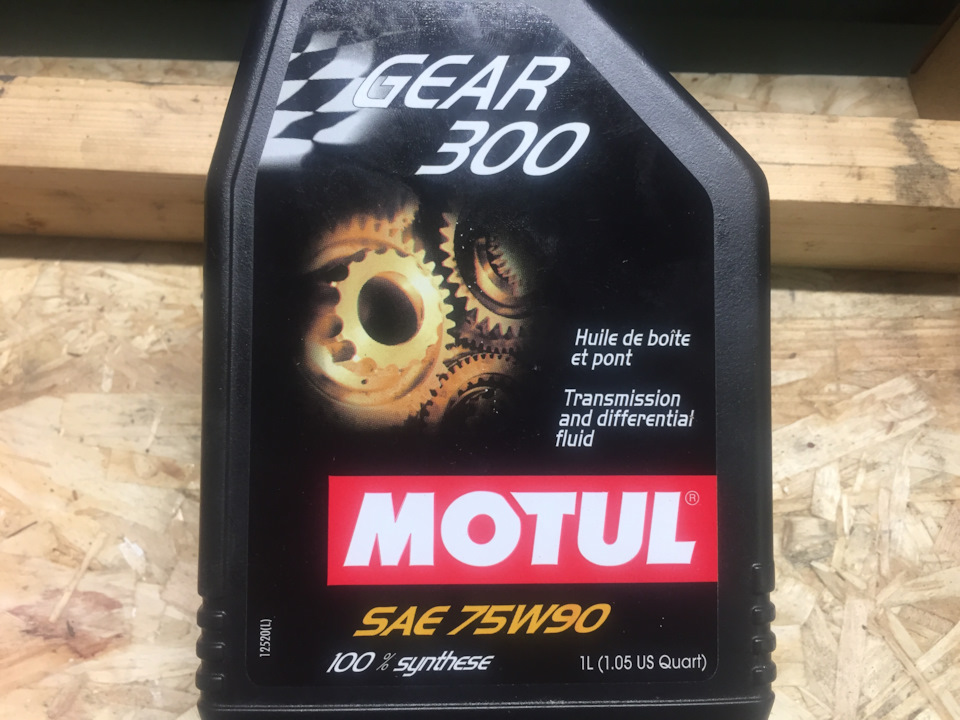 GEAR
300
Huile de boîte
et pont
Transmission
and differential
fluid
MOTUL®
SAE 75W90
100 % synthese
1L (1.05 US Quart)
12520(L)